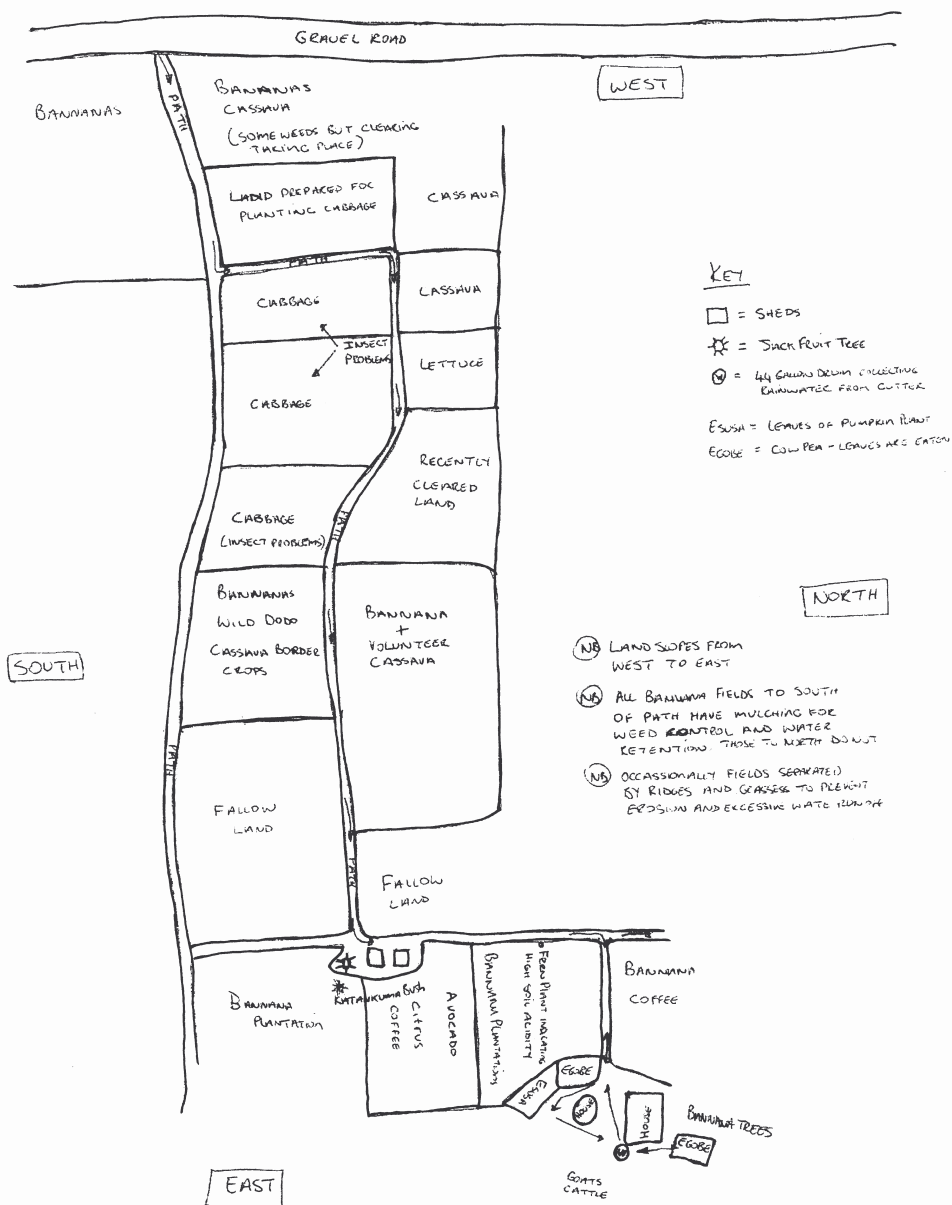 GRAVEL ROAD
WEST
BANNANAS
PATH
BANANAS
CASSAVA
(SOME WEEDS BUT CLEARING
TAKING PLACE)
LAND PREPARED FOR
PLANTING CABBAGE
CASSAVA
PATH
CABBAGE
CASSAVA
INSECT
PROBLEMS
LETTUCE
CABBAGE
KEY
= SHEDS
= JACK FRUIT TREE
W = 44 GALLON DRUM COLLECTING
RAINWATER FROM GUTTER
ESUSA = LEAVES OF PUMPKIN PLANT
EGOBE = COW PEA - LEAVES ARE EATEN
RECENTLY
CLEARED
LAND
CABBAGE
(INSECT PROBLEMS)
PATH
BANNANAS
WILD DODO
CASSAVA BORDER
CROPS
BANNANA
+
VOLUNTEER
CASSAVA
NORTH
SOUTH
NB LAND SLOPES FROM
WEST TO EAST
NB ALL BANNANA FIELDS TO SOUTH
OF PATH HAVE MULCHING FOR
WEED CONTROL AND WATER
RETENTION. THOSE TO NORTH DO NOT
NB OCCASSIONALLY FIELDS SEPARATED
BY RIDGES AND GRASSES TO PREVENT
EROSION AND EXCESSIVE WATE RUN OFF
PATH
FALLOW
LAND
PATH
FALLOW
LAND
BANNANA
PLANTATION
KATANKUMA BUSH
CITRUS
COFFEE
AVOCADO
BANNANA PLANTATION
FERN PLANT INDICATING
HIGH SOIL ACIDITY
BANNANA
COFFEE
EGOBE
ESUSA
HOUSE
HOUSE
BANNANA TREES
EGOBE
W
GOATS
CATTLE
EAST